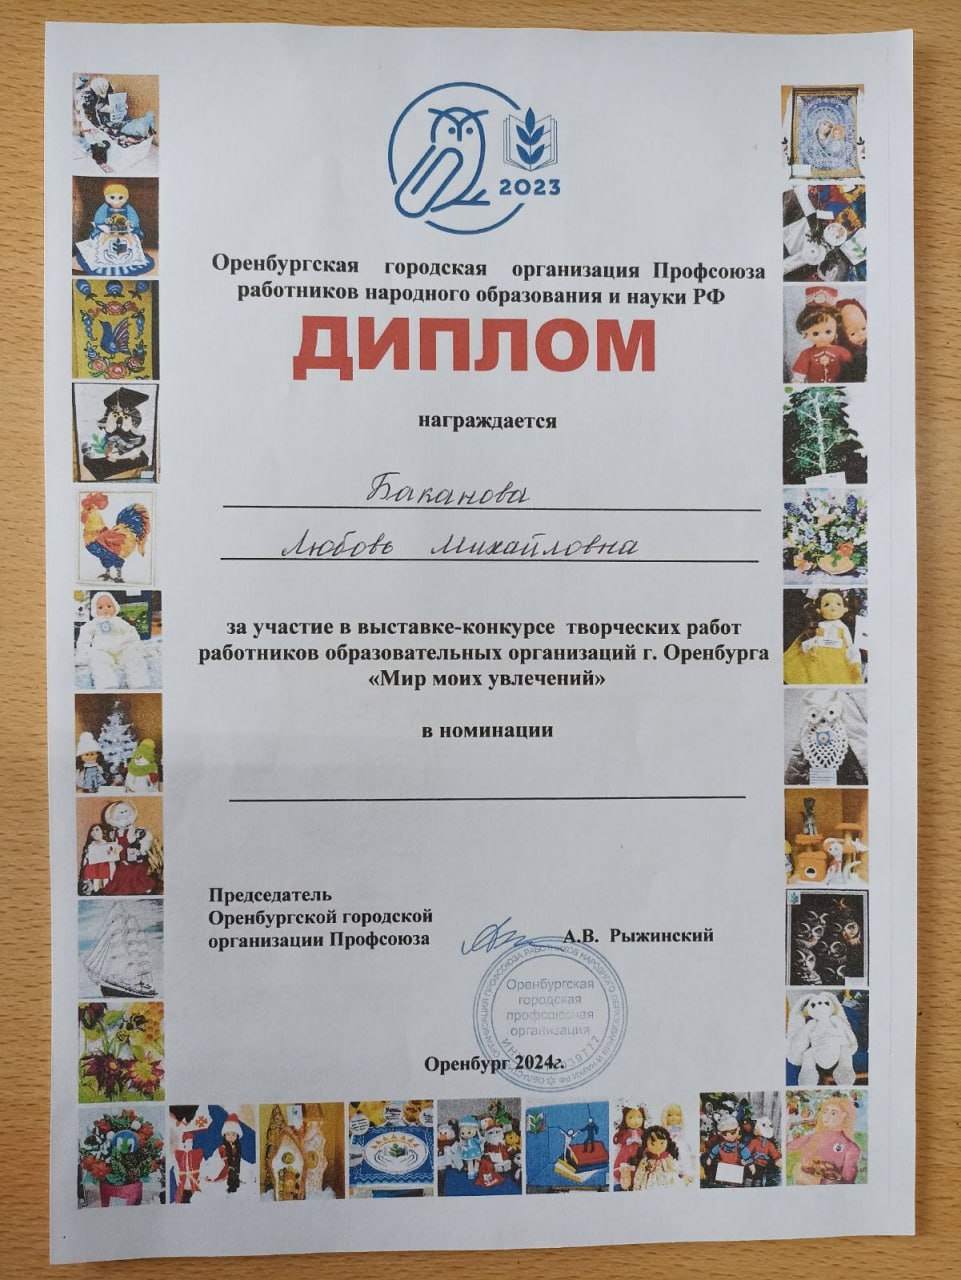 2023
Оренбургская городская организация Профсоюза
работников народного образования и науки РФ
ДИПЛОМ
награждается
Баканова
Любовь Михайловна
за участие в выставке-конкурсе творческих работ
работников образовательных организаций г. Оренбурга
«Мир моих увлечений»
в номинации
Председатель
Оренбургской городской
организации Профсоюза
А.В. Рыжинский
Оренбургская
городская
профсоюзная
организация
Оренбург 2024г.